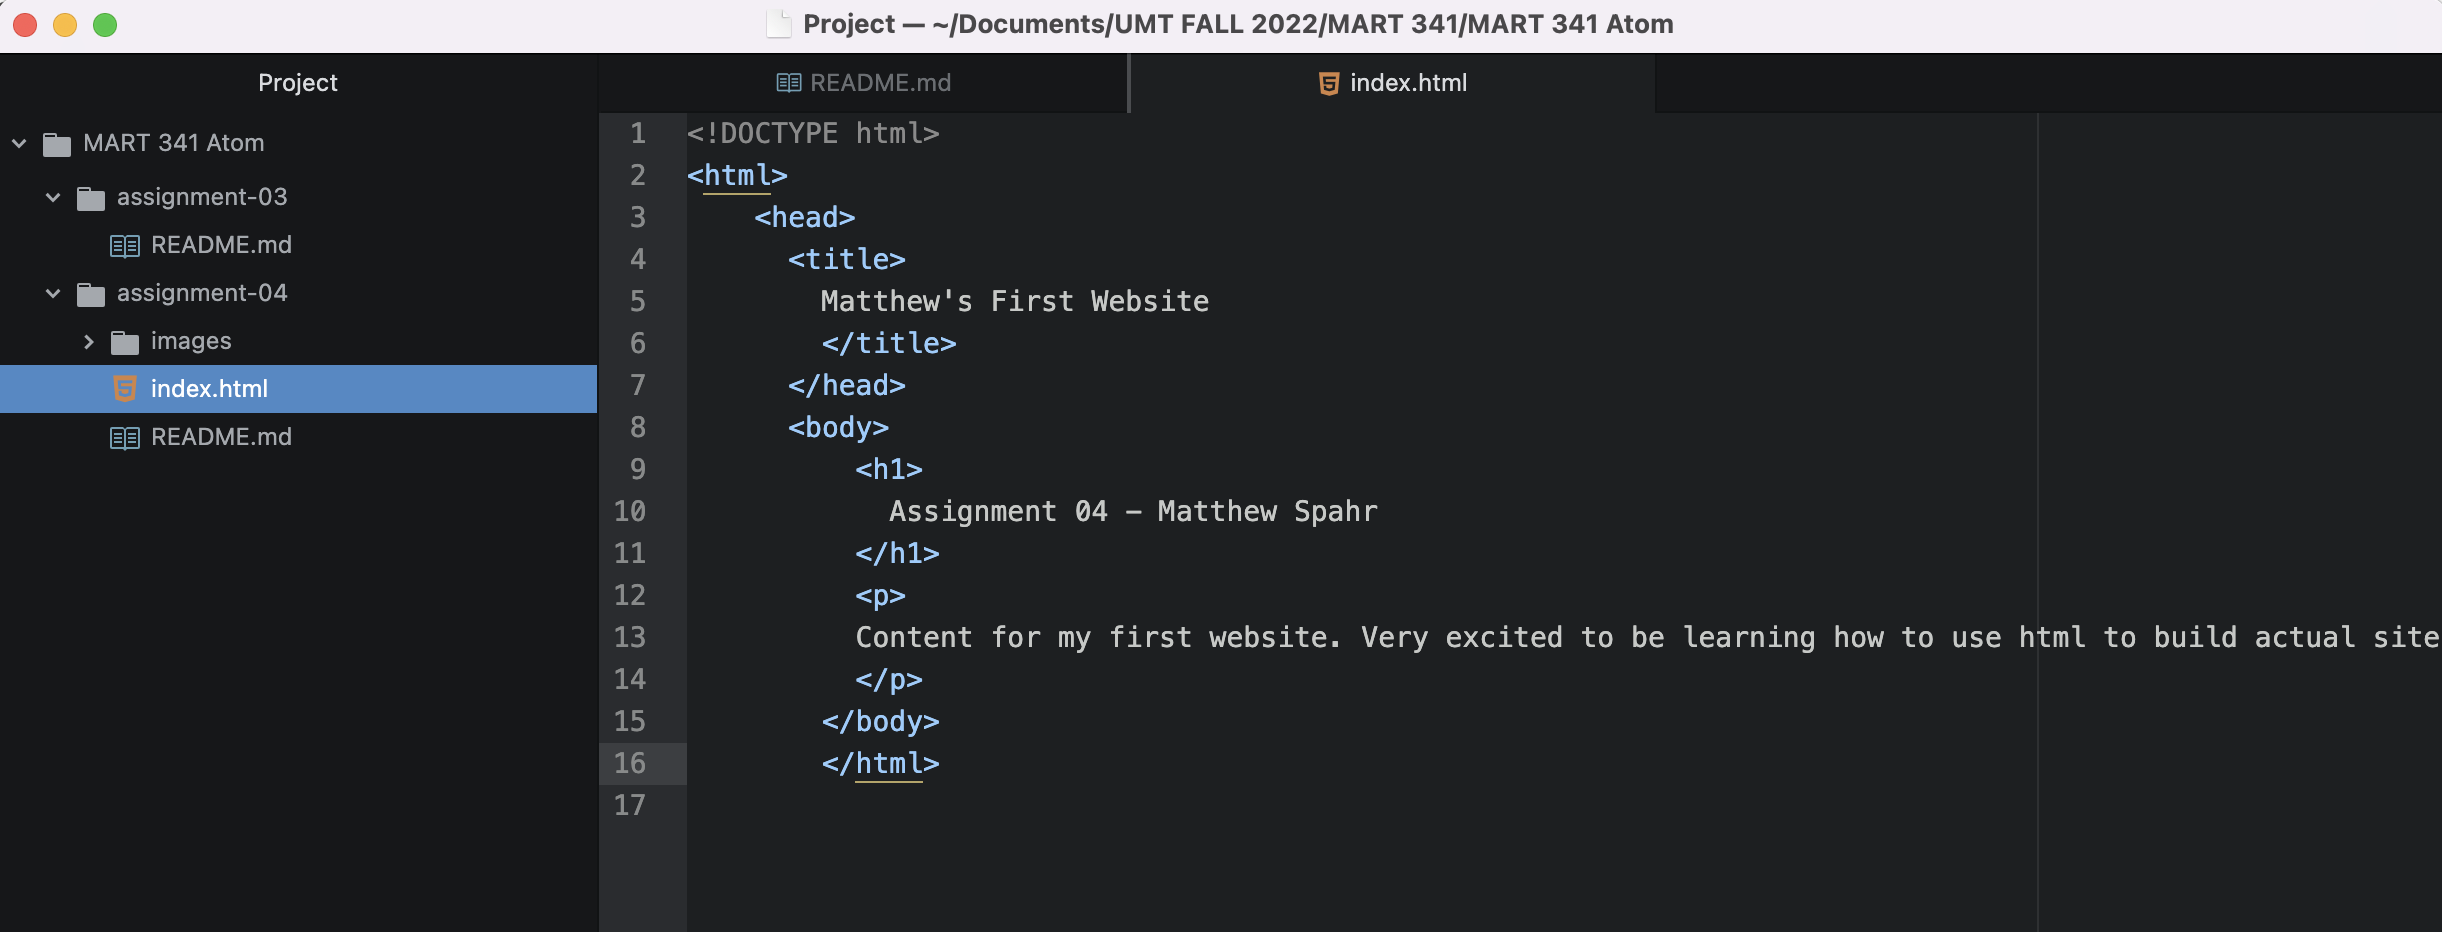 Project — ~/Documents/UMT FALL 2022/MART 341/MART 341 Atom
Project
MART 341 Atom
assignment-03
README.md
assignment-04
images
index.html
README.md
README.md
index.html
1 <!DOCTYPE html>
2 <html>
3 <head>
4 <title>
5 Matthew's First Website
6 </title>
7 </head>
8 <body>
9 <h1>
10 Assignment 04 – Matthew Spahr
11 </h1>
12 <p>
13 Content for my first website. Very excited to be learning how to use html to build actual site
14 </p>
15 </body>
16 </html>
17